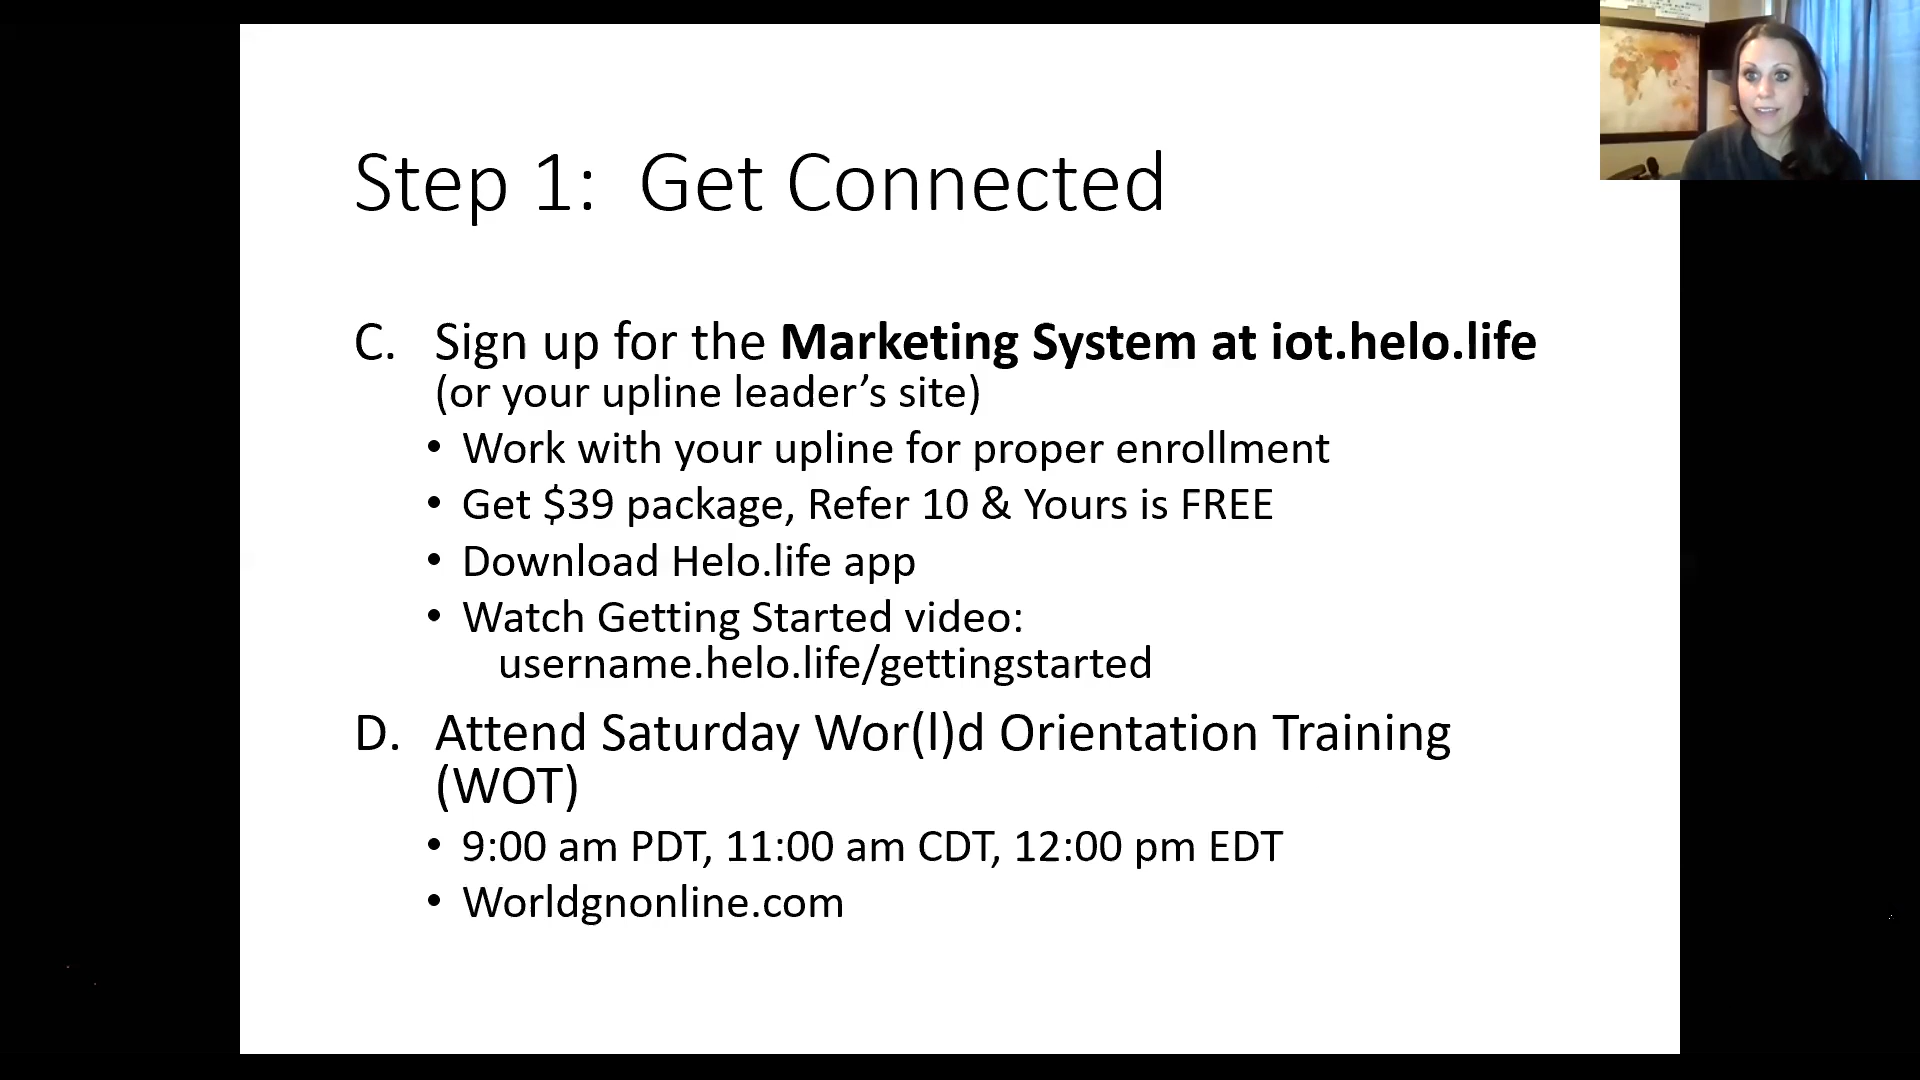 Step 1:  Get Connected
C. Sign up for the Marketing System at iot.helo.life
(or your upline leader’s site)
• Work with your upline for proper enrollment
• Get $39 package, Refer 10 & Yours is FREE
• Download Helo.life app
• Watch Getting Started video:
username.helo.life/gettingstarted
D. Attend Saturday Wor(l)d Orientation Training
(WOT)
• 9:00 am PDT, 11:00 am CDT, 12:00 pm EDT
• Worldgnonline.com